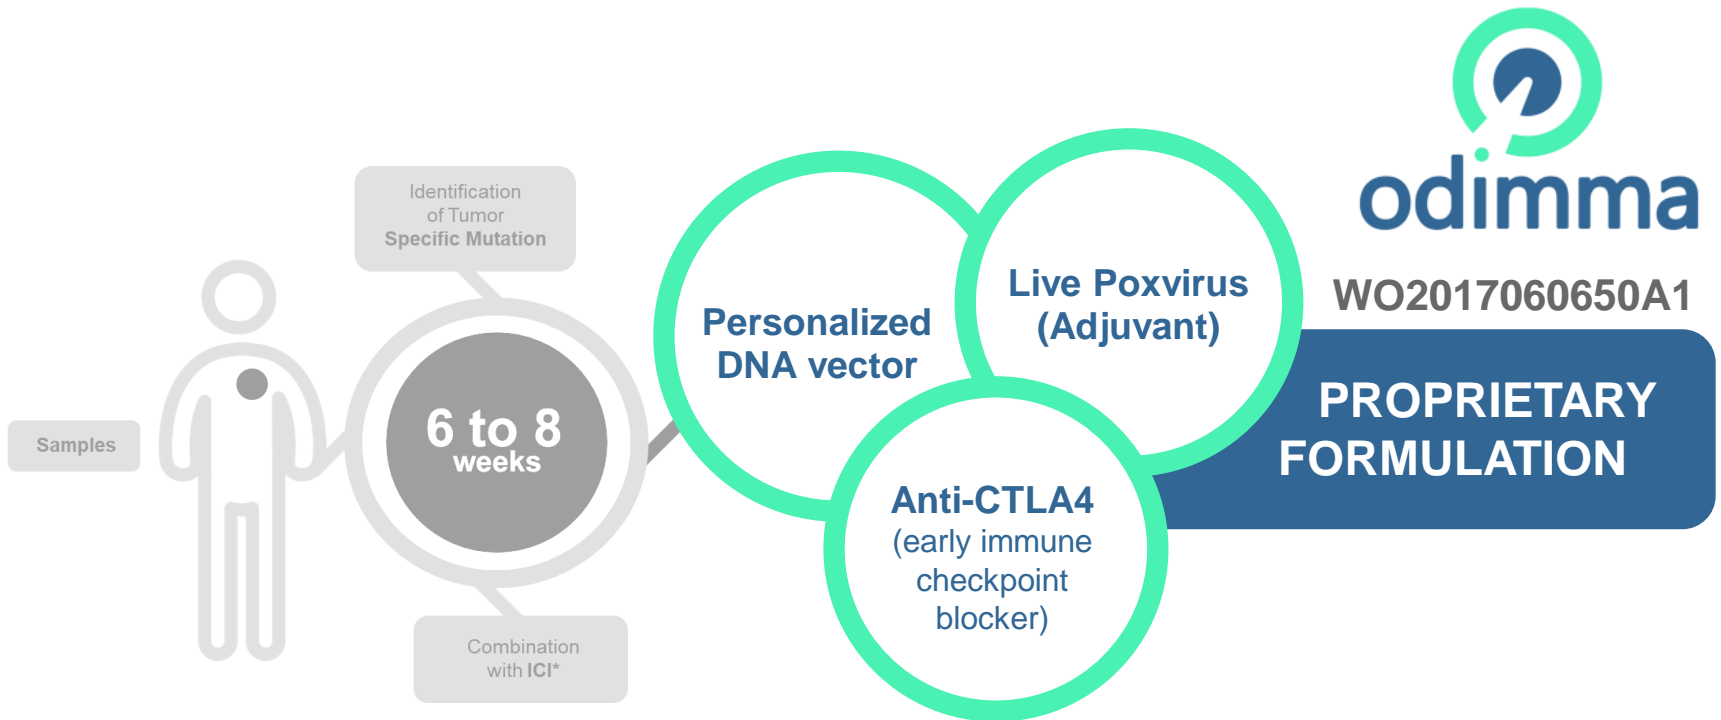 Samples
Identification
of Tumor
Specific Mutation
6 to 8
weeks
Combination
with ICI*
Personalized
DNA vector
Live Poxvirus
(Adjuvant)
Anti-CTLA4
(early immune
checkpoint
blocker)
odimma
WO2017060650A1
PROPRIETARY
FORMULATION